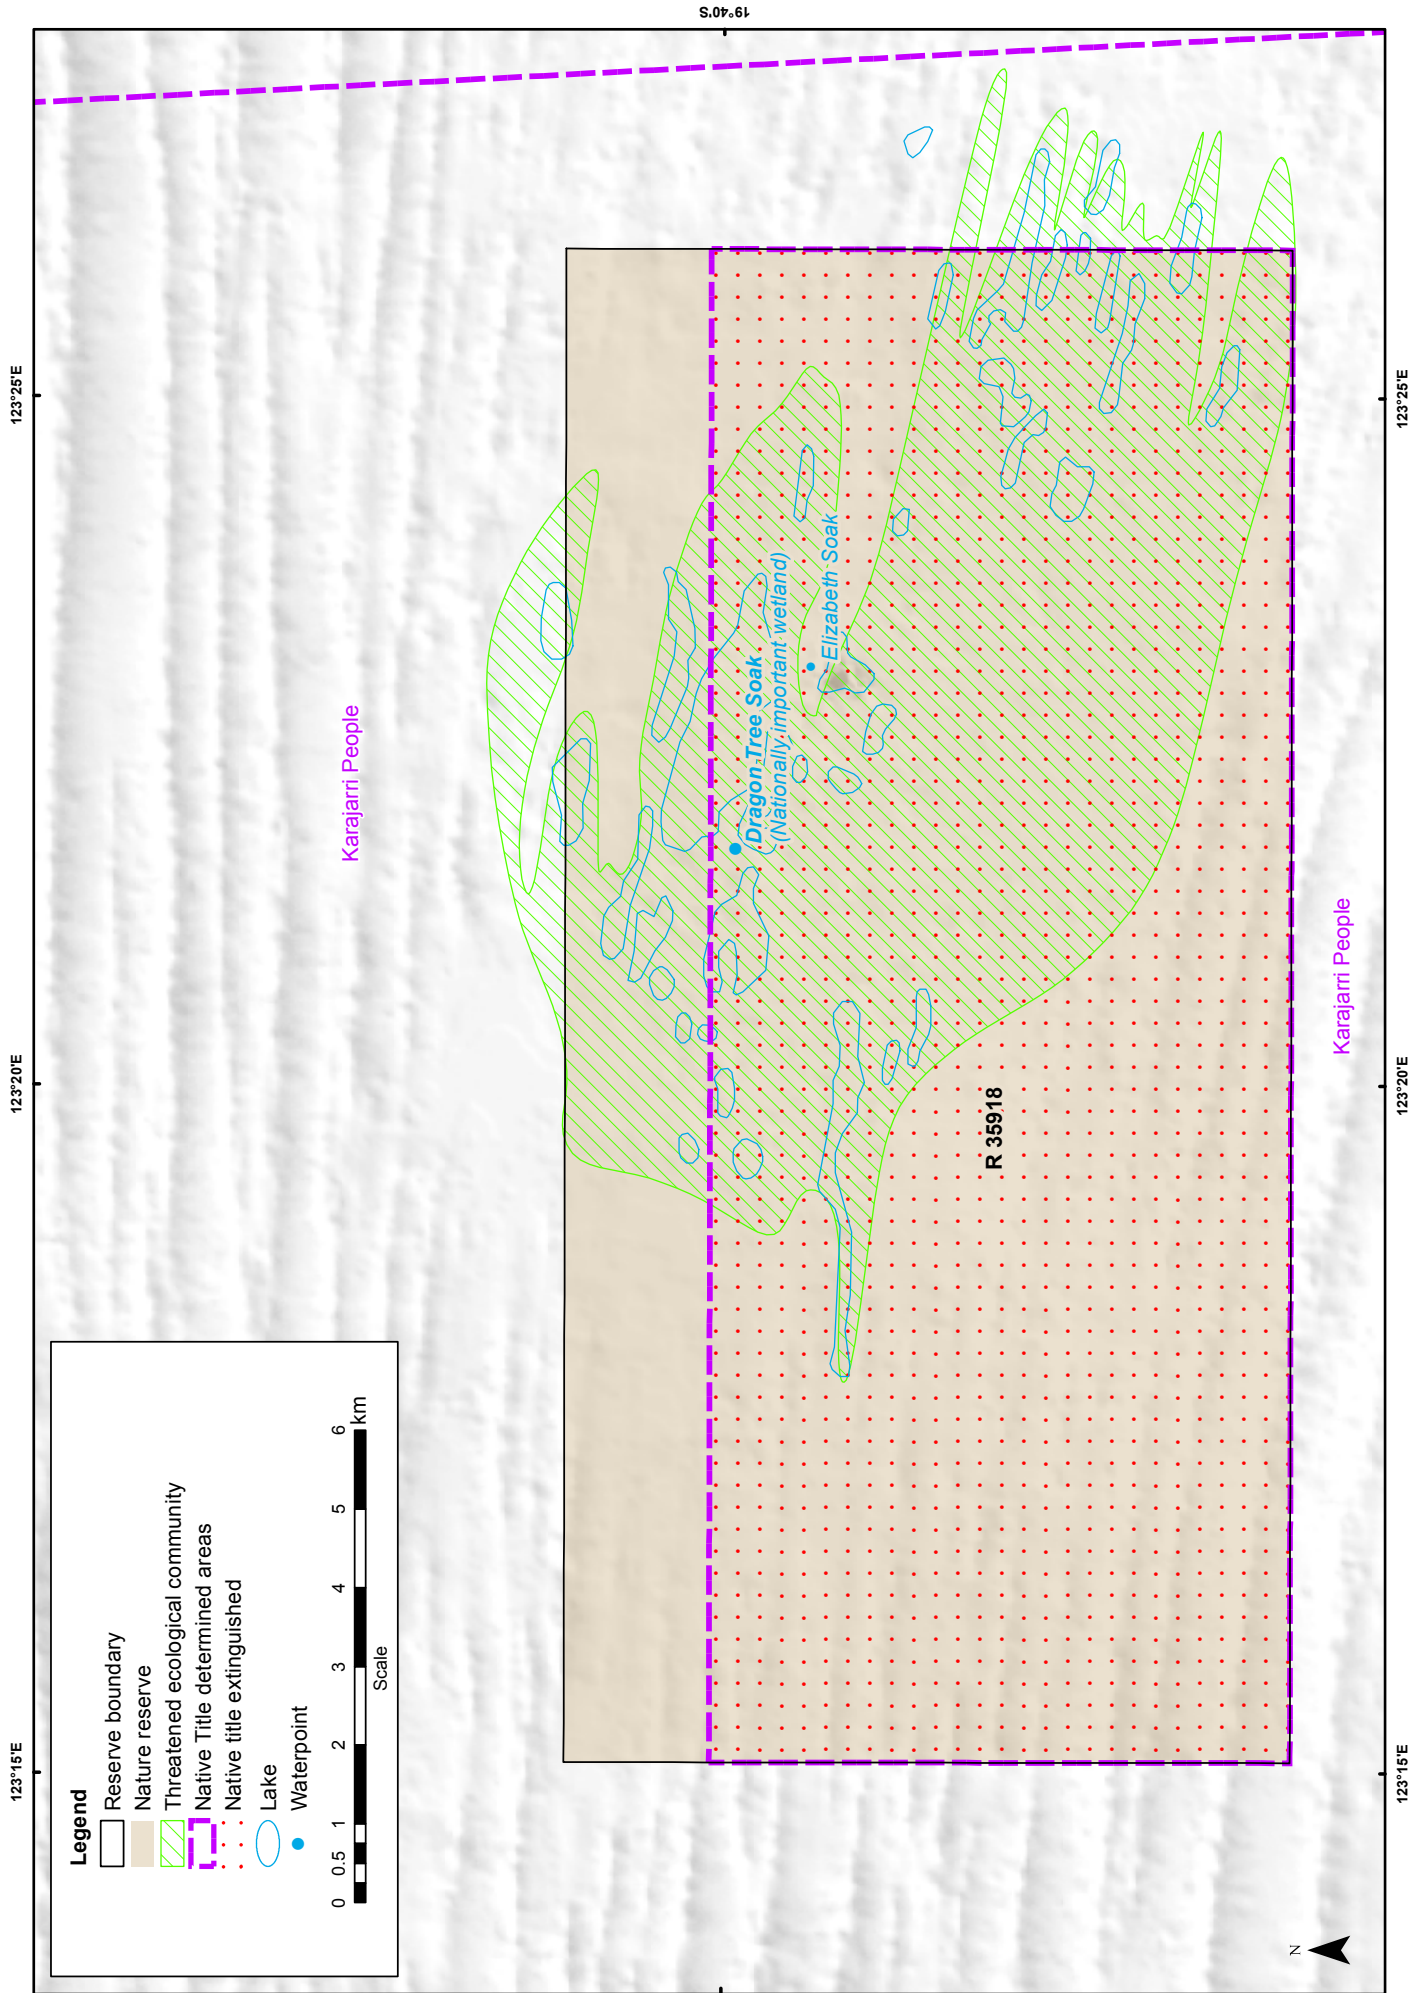 123°15'E
123°20'E
123°25'E
19°40'S
Legend
Reserve boundary
Nature reserve
Threatened ecological community
Native Title determined areas
Native title extinguished
Lake
Waterpoint
0 0.5 1 2 3 4 5 6
km
Scale
Karajarri People
Dragon Tree Soak
(Nationally important wetland)
Elizabeth Soak
R 35918
Karajarri People
N
123°15'E
123°20'E
123°25'E